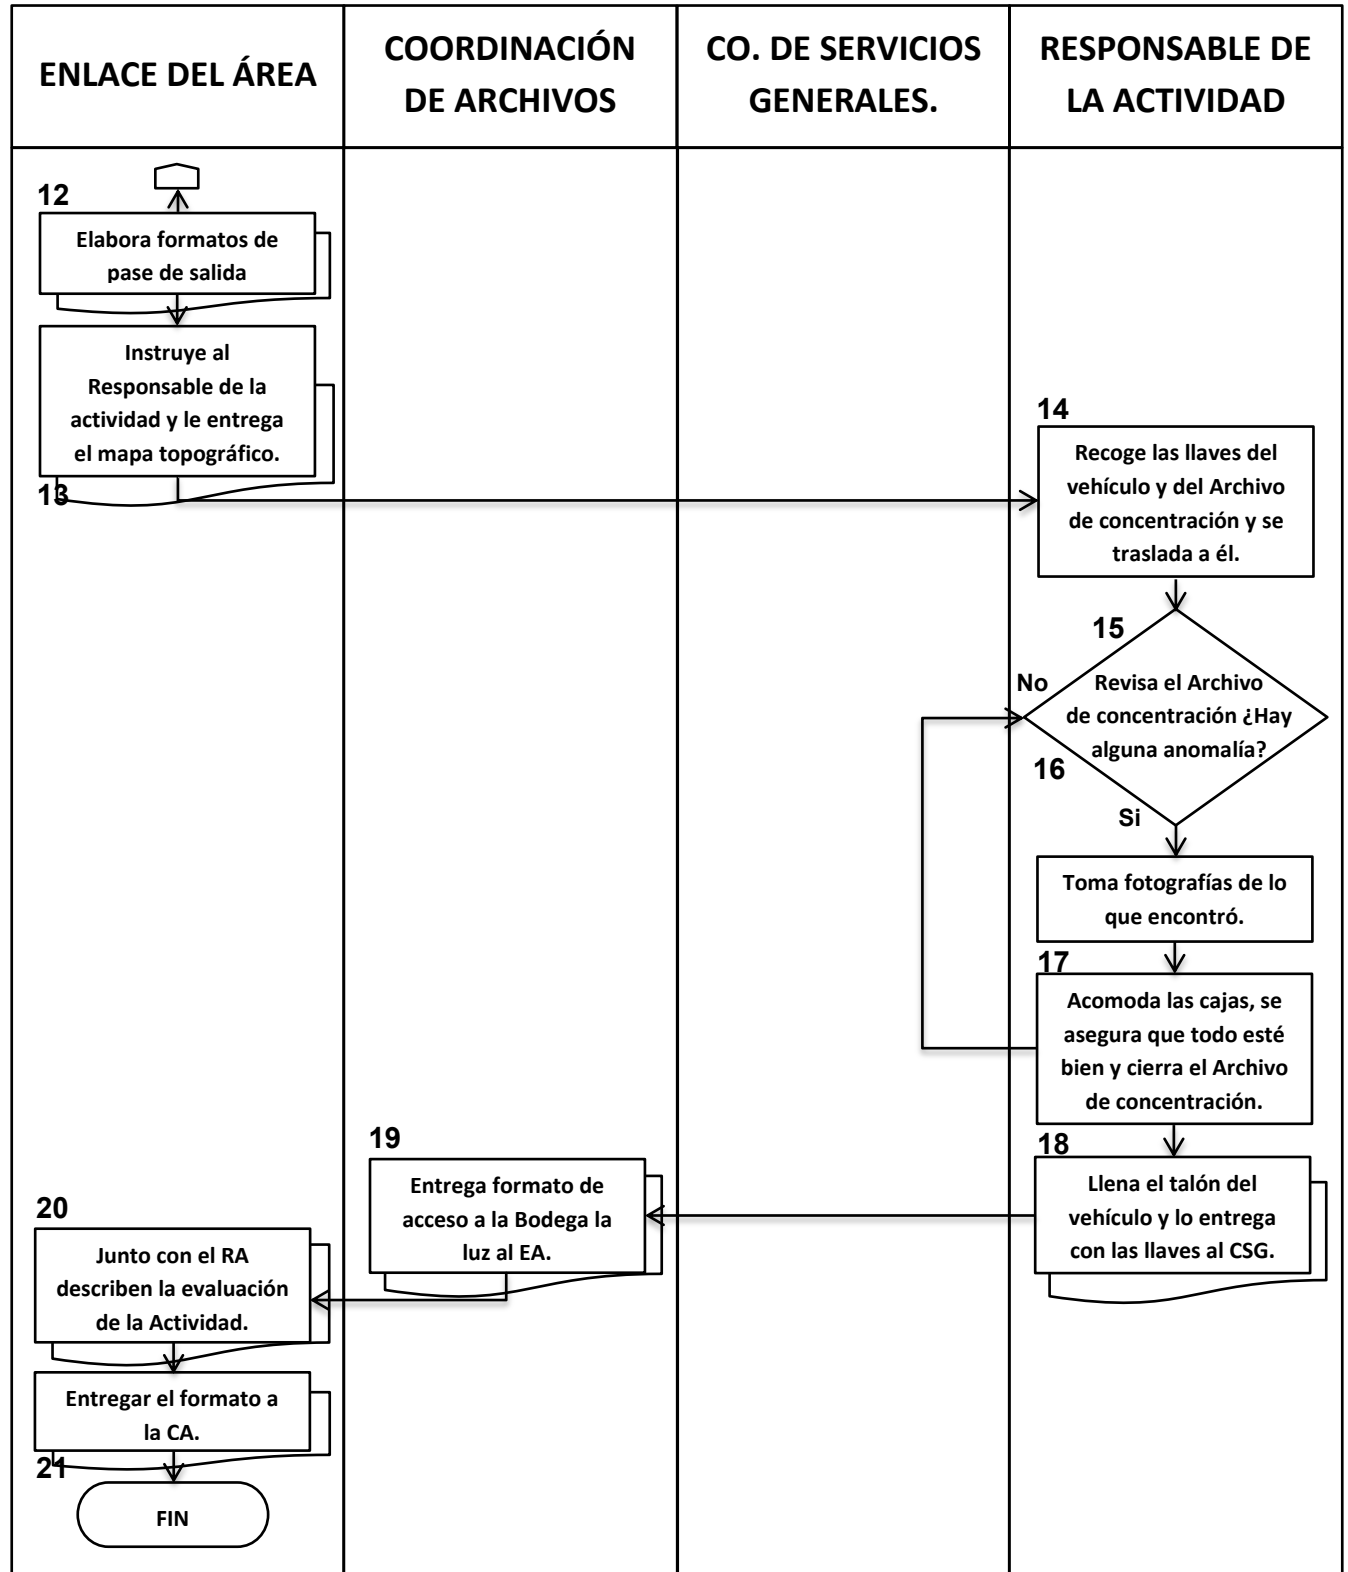 ENLACE DEL ÁREA
COORDINACIÓN
DE ARCHIVOS
CO. DE SERVICIOS
GENERALES.
RESPONSABLE DE
LA ACTIVIDAD
12
Elabora formatos de
pase de salida
Instruye al
Responsable de la
actividad y le entrega
el mapa topográfico.
13
14
Recoge las llaves del
vehículo y del Archivo
de concentración y se
traslada a él.
15
No
Revisa el Archivo
de concentración ¿Hay
alguna anomalía?
16
Si
Toma fotografías de lo
que encontró.
17
Acomoda las cajas, se
asegura que todo esté
bien y cierra el Archivo
de concentración.
18
Llena el talón del
vehículo y lo entrega
con las llaves al CSG.
19
Entrega formato de
acceso a la Bodega la
luz al EA.
20
Junto con el RA
describen la evaluación
de la Actividad.
Entregar el formato a
la CA.
21
FIN